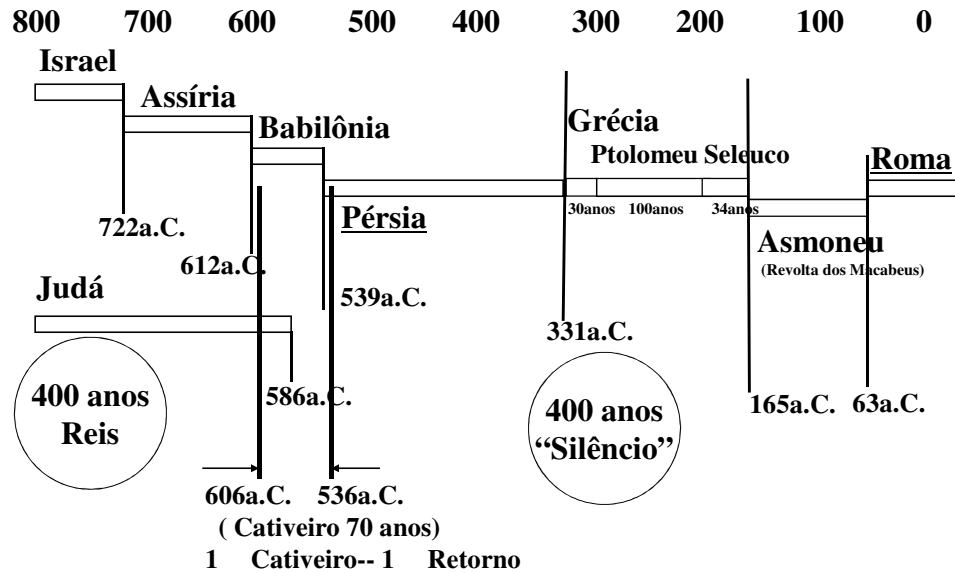 800 700 600 500 400 300 200 100 0
Israel
Assíria
Babilônia
Grécia
Ptolomeu Seleuco
Roma
30anos 100anos 34anos
Pérsia
722a.C.
612a.C.
Asmoneu
(Revolta dos Macabeus)
Judá
539a.C.
331a.C.
400 anos
Reis
586a.C.
400 anos
“Silêncio”
165a.C. 63a.C.
606a.C. 536a.C.
( Cativeiro 70 anos)
1 Cativeiro-- 1 Retorno